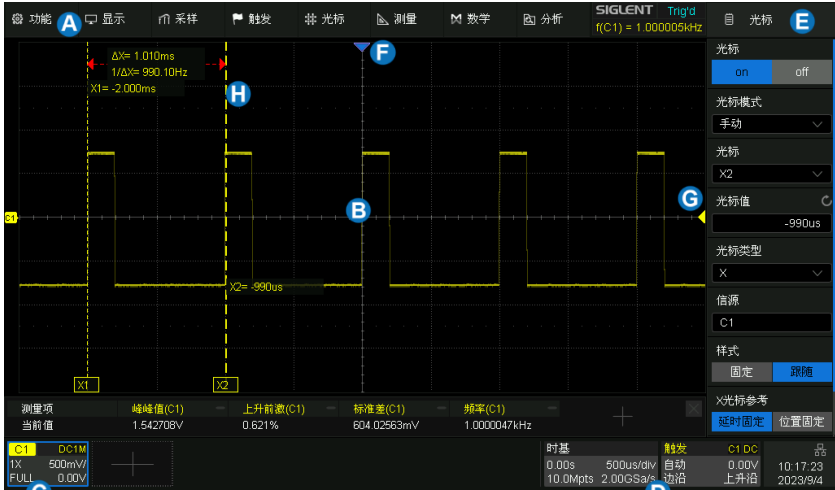 功能 A 显示 采样 触发 光标 测量 数学 分析
SIGLENT Trig'd
f(C1) = 1.000005kHz
光标 E
光标
on off
光标模式
手动
光标
X2
光标值
-990us
光标类型
X
信源
C1
样式
固定 跟随
X光标参考
延时固定 位置固定
F
ΔX= 1.010ms
1/ΔX= 990.10Hz
X1= -2.000ms
H
B
G
C1
X2= -990us
X1 X2
测量项 峰峰值(C1) 上升前激(C1) 标准差(C1) 频率(C1)
当前值 1.542708V 0.621% 604.02563mV 1.0000047kHz
C1 DC1M
1X 500mV/
FULL 0.00V
C
时基
0.00s 500us/div
10.0Mpts 2.00GSa/s
D
触发 C1 DC
自动 0.00V
边沿 上升沿
10:17:23
2023/9/4